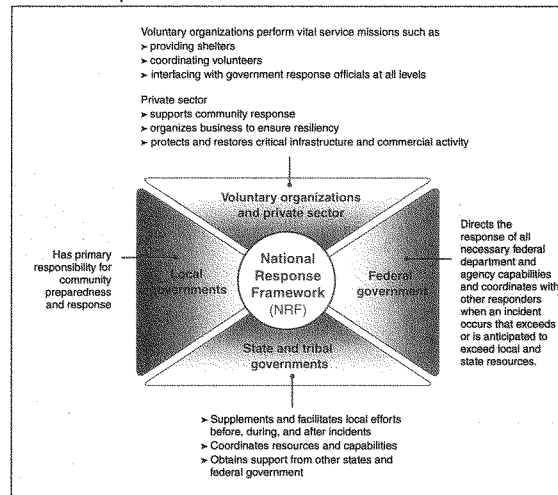 Voluntary organizations perform vital service missions such as
➤ providing shelters
➤ coordinating volunteers
➤ interfacing with government response officials at all levels
Private sector
➤ supports community response
➤ organizes business to ensure resiliency
➤ protects and restores critical infrastructure and commercial activity
Voluntary organizations
and private sector
Has primary
responsibility for
community
preparedness
and response
Local
governments
National
Response
Framework
(NRF)
Federal
government
Directs the
response of all
necessary federal
department and
agency capabilities
and coordinates with
other responders
when an incident
occurs that exceeds
or is anticipated to
exceed local and
state resources.
State and tribal
governments
➤ Supplements and facilitates local efforts
before, during, and after incidents
➤ Coordinates resources and capabilities
➤ Obtains support from other states and
federal government